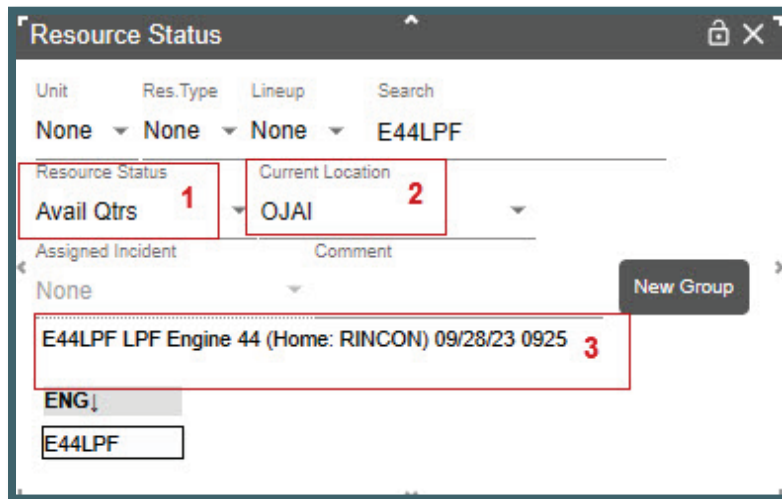 Resource Status
Unit Res.Type Lineup Search
None None None E44LPF
Resource Status Current Location
Avail Qtrs 1 OJAI 2
Assigned Incident Comment
None
New Group
E44LPF LPF Engine 44 (Home: RINCON) 09/28/23 0925 3
ENG↓
E44LPF